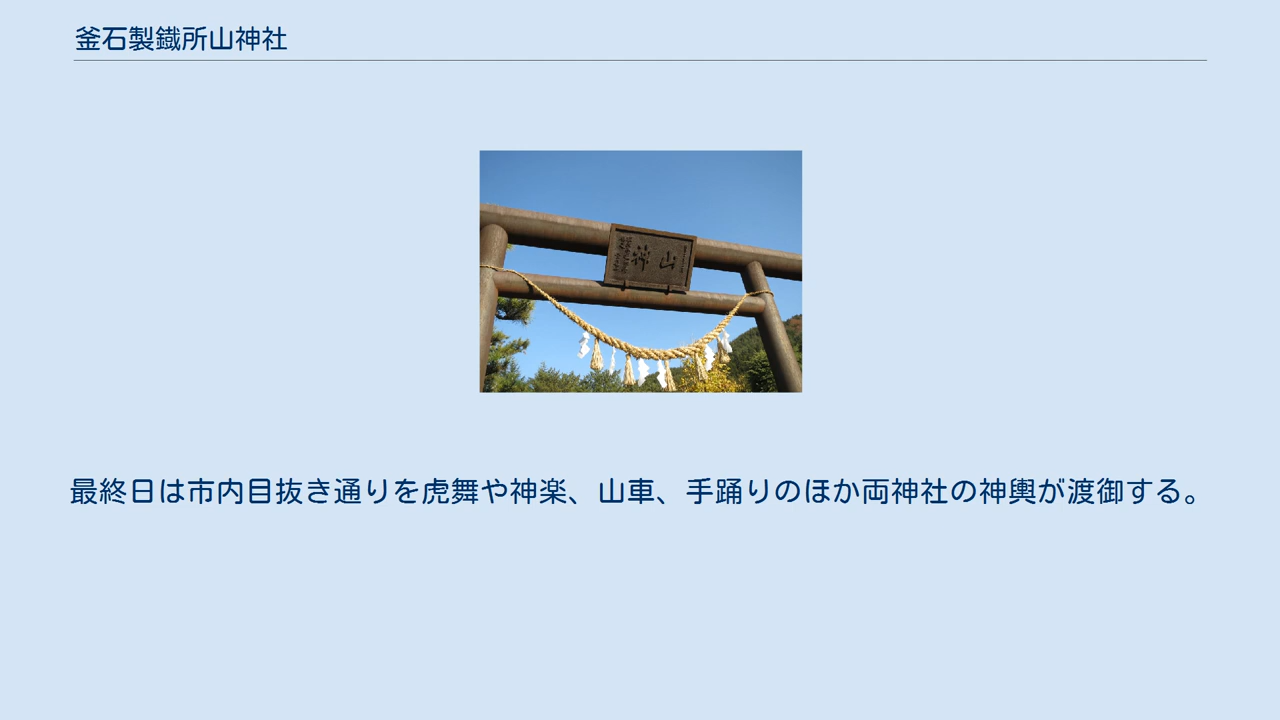 釜石製鐵所山神社
山神
最終日は市内目抜き通りを虎舞や神楽、山車、手踊りのほか両神社の神輿が渡御する。